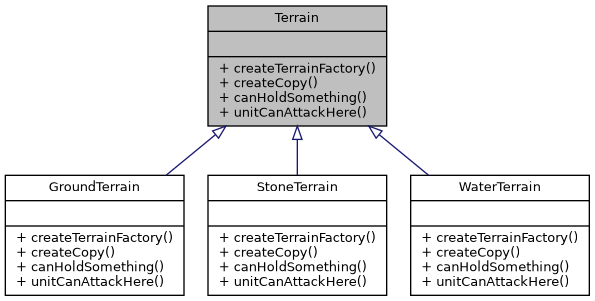 Terrain
+ createTerrainFactory()
+ createCopy()
+ canHoldSomething()
+ unitCanAttackHere()
GroundTerrain
+ createTerrainFactory()
+ createCopy()
+ canHoldSomething()
+ unitCanAttackHere()
StoneTerrain
+ createTerrainFactory()
+ createCopy()
+ canHoldSomething()
+ unitCanAttackHere()
WaterTerrain
+ createTerrainFactory()
+ createCopy()
+ canHoldSomething()
+ unitCanAttackHere()